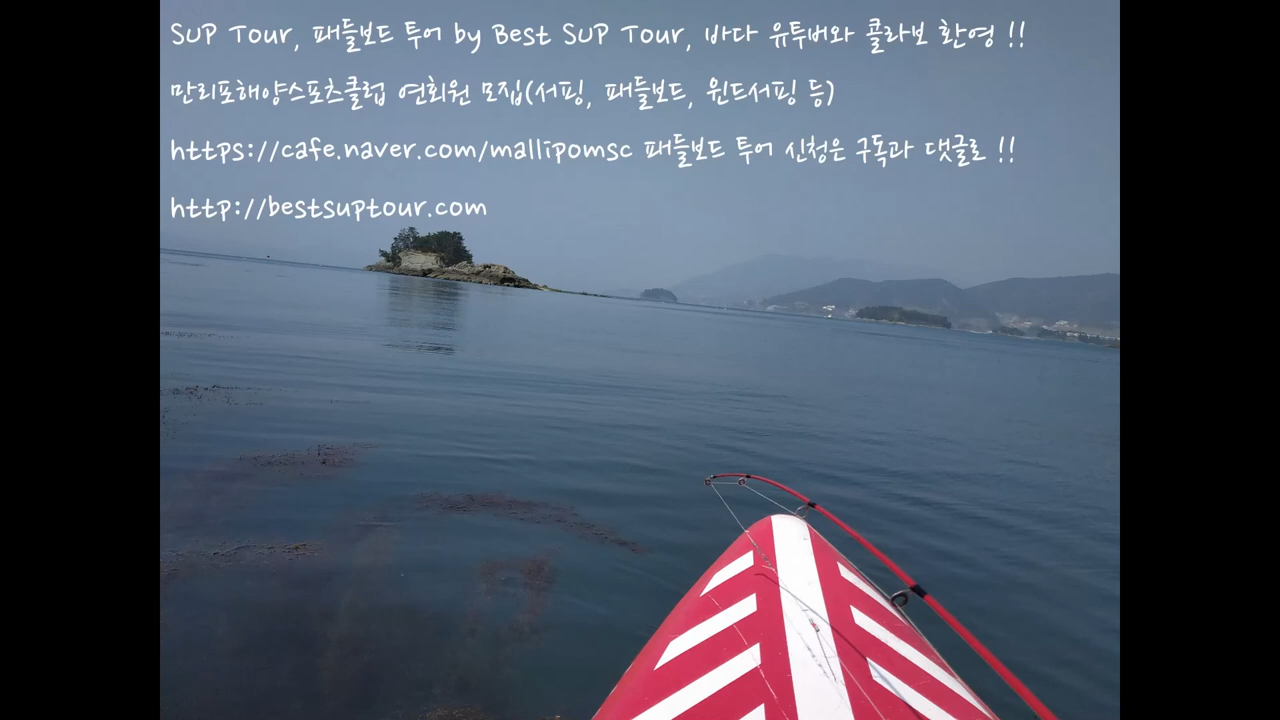 SUP Tour, 패들보드 투어 by Best SUP Tour,바다 유투버와 콜라보 환영 !!
만리포해양스포츠클럽 연회원 모집(서핑, 패들보드, 윈드서핑 등)
https://cafe.naver.com/mallipomsc 패들보드 투어 신청은 구독과 댓글로 !!
http://bestsuptour.com